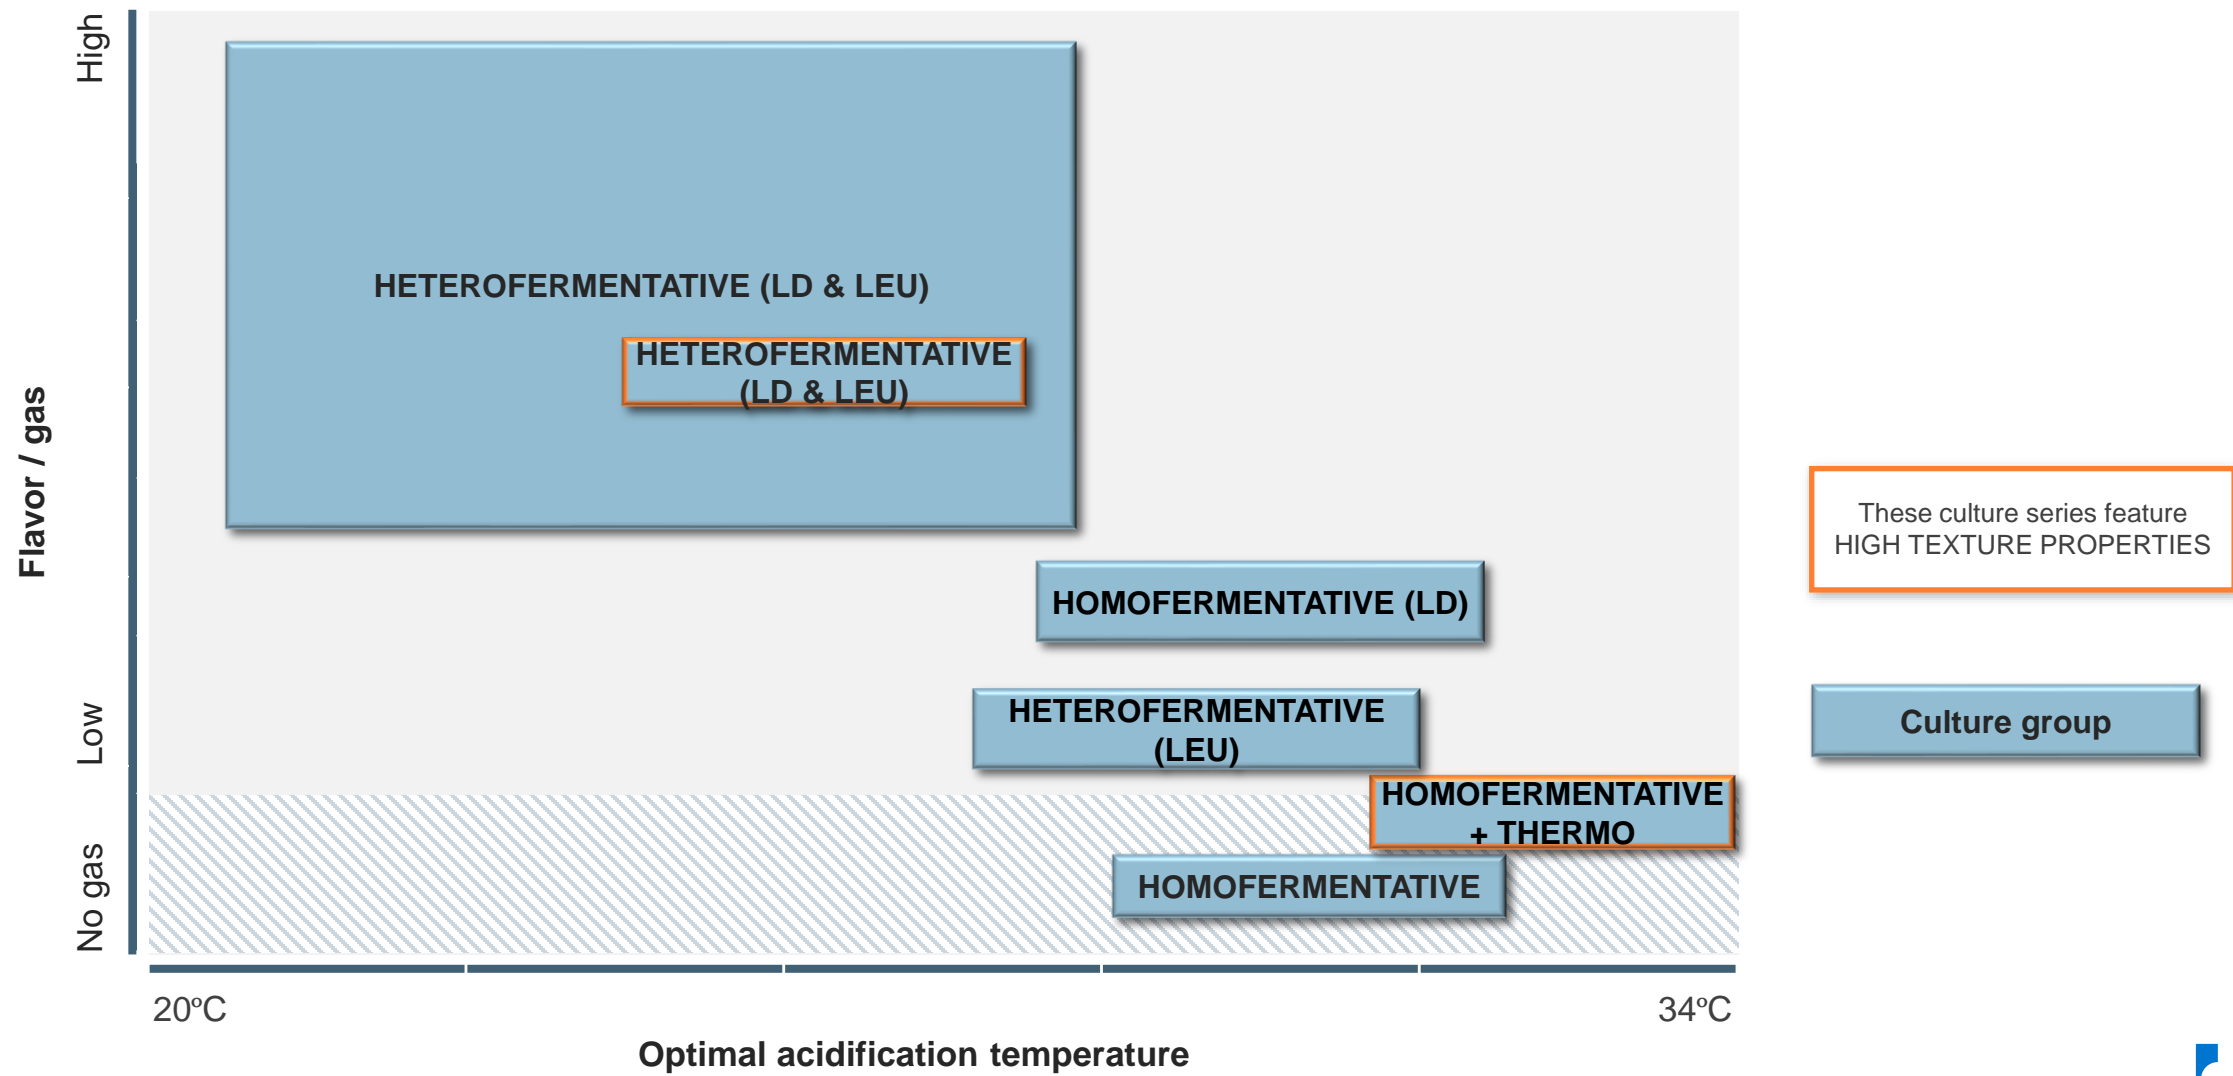 High
Low
No gas
Flavor / gas
HETEROFERMENTATIVE (LD & LEU)
HETEROFERMENTATIVE
(LD & LEU)
HOMOFERMENTATIVE (LD)
HETEROFERMENTATIVE
(LEU)
HOMOFERMENTATIVE
+ THERMO
HOMOFERMENTATIVE
20ºC
34ºC
Optimal acidification temperature
These culture series feature
HIGH TEXTURE PROPERTIES
Culture group